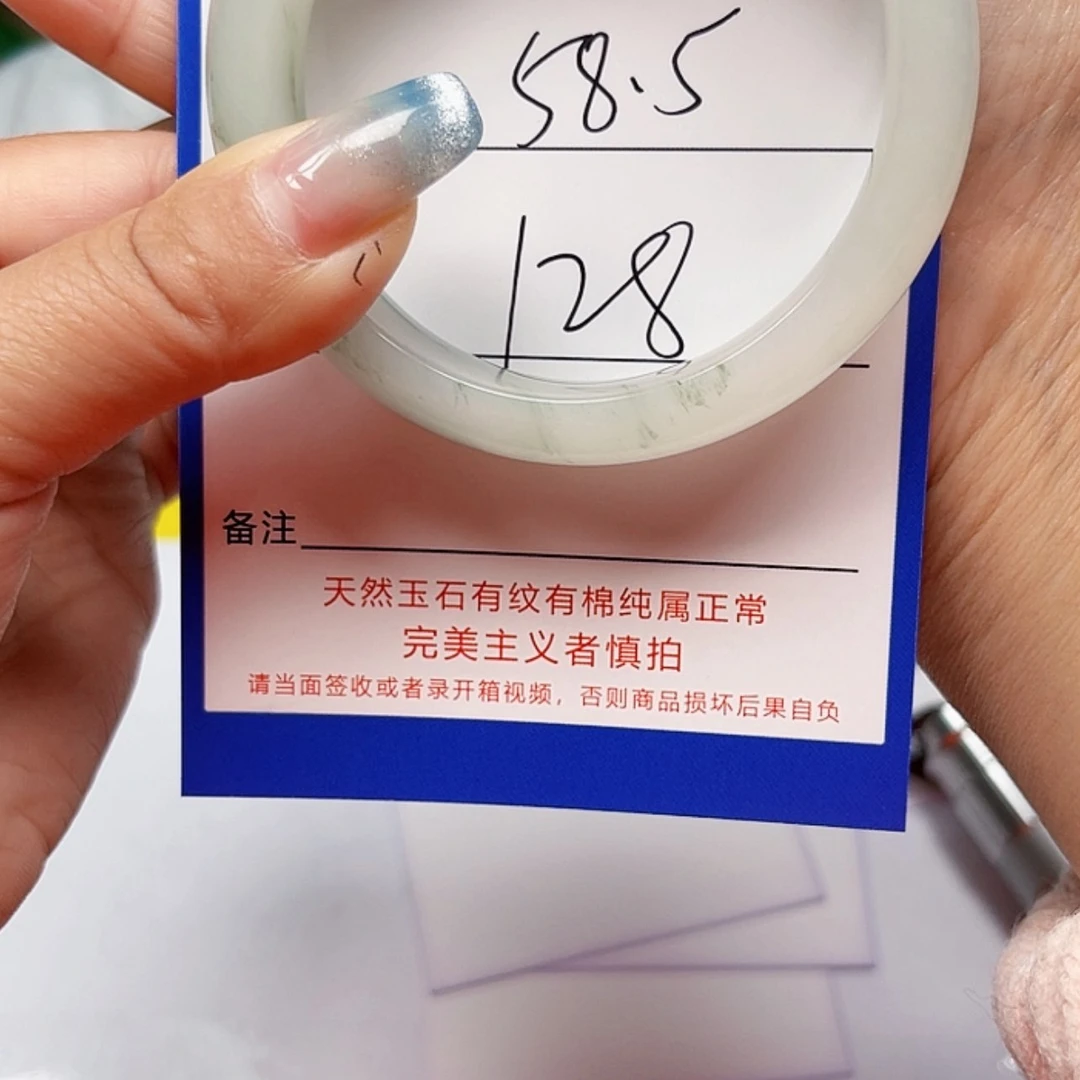 58.5
128
备注
天然玉石有纹有棉纯属正常
完美主义者慎拍
请当面签收或者录开箱视频，否则商品损坏后果自负